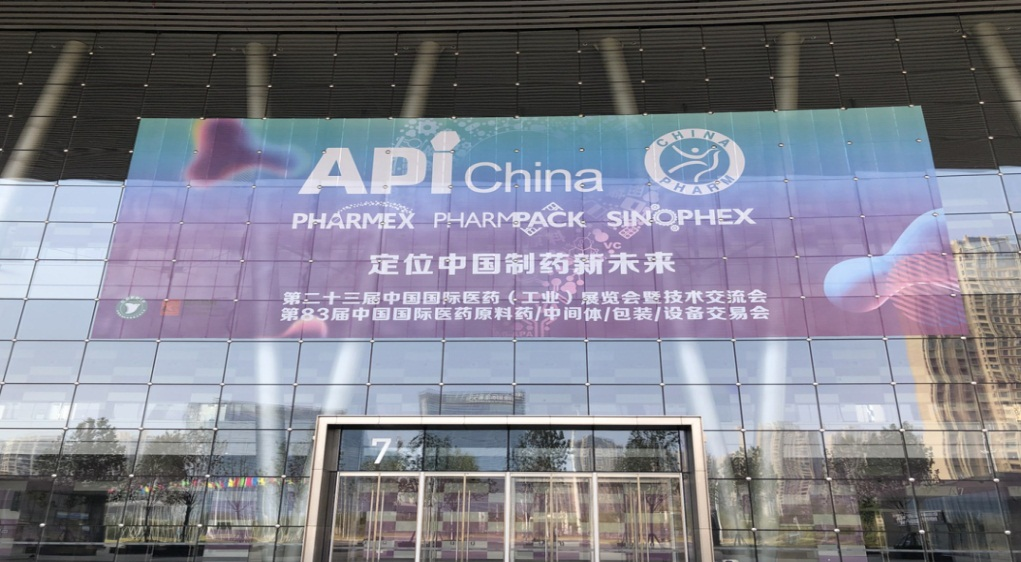 API China
CHINA
PHARM
PHARMEX PHARMPACK SINOPHEX
VC
定位中国制药新未来
第二十三届中国国际医药（工业）展览会暨技术交流会
第83届中国国际医药原料药/中间体/包装/设备交易会
7